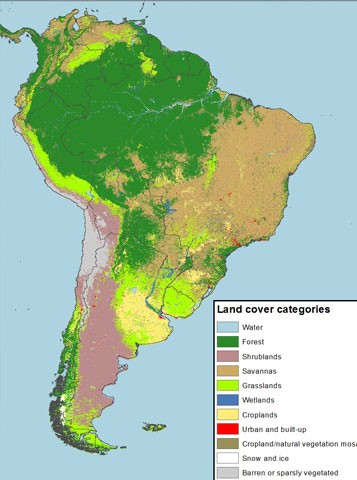 Land cover categories
Water
Forest
Shrublands
Savannas
Grasslands
Wetlands
Croplands
Urban and built-up
Cropland/natural vegetation mosa
Snow and ice
Barren or sparsly vegetated